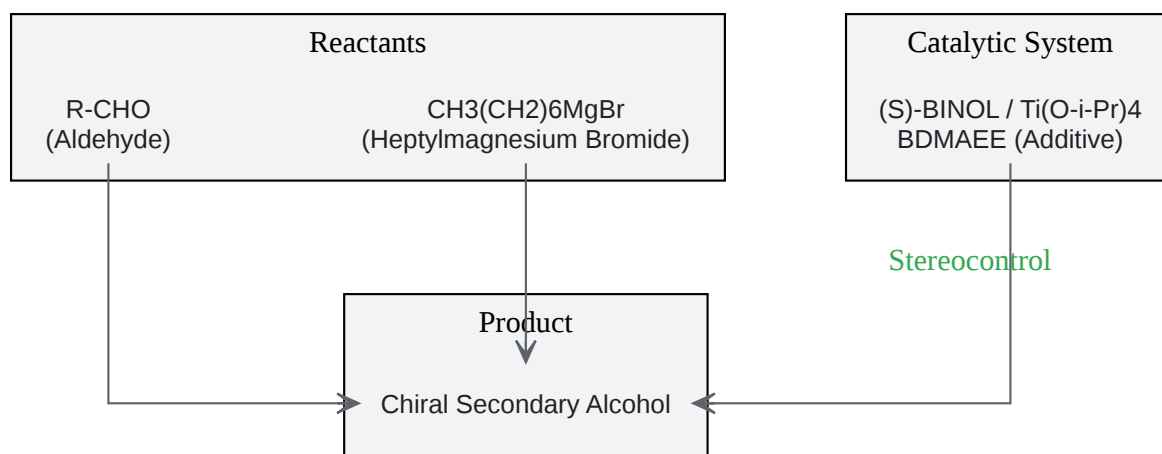 Reactants
R-CHO
(Aldehyde)
CH3(CH2)6MgBr
(Heptylmagnesium Bromide)
Catalytic System
(S)-BINOL / Ti(O-i-Pr)4
BDMAEE (Additive)
Stereocontrol
Product
Chiral Secondary Alcohol